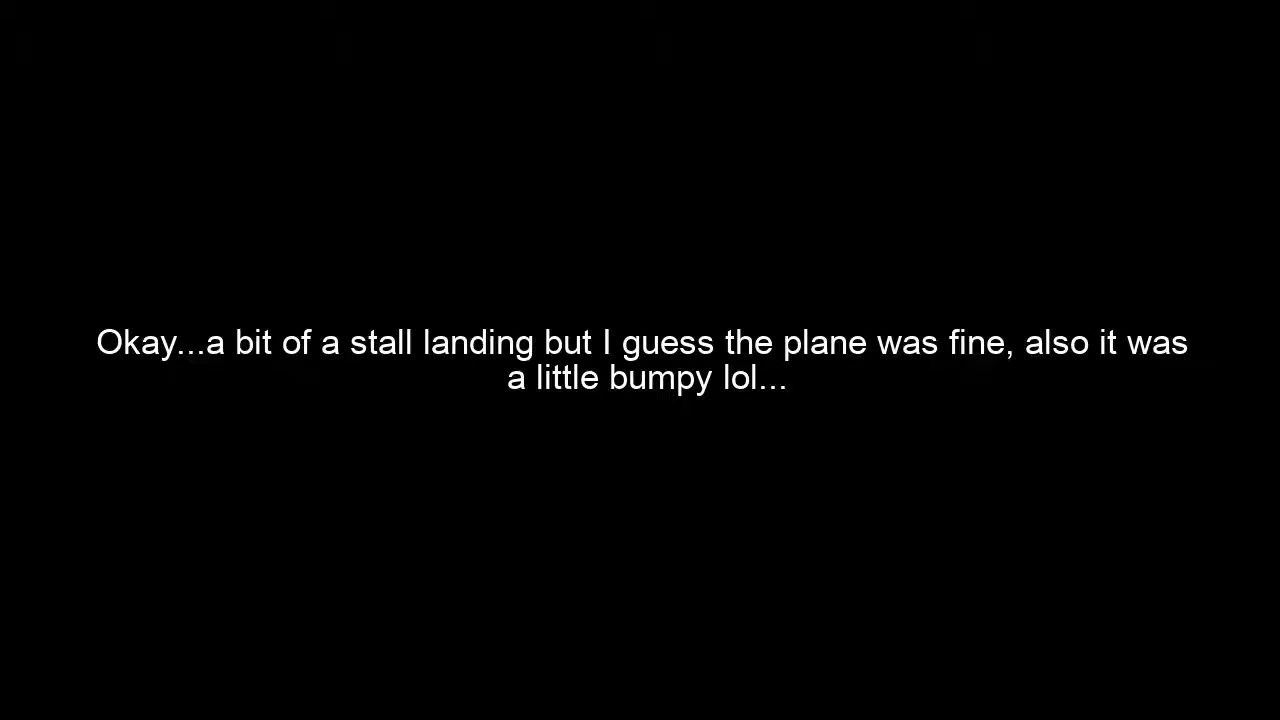 Okay...a bit of a stall landing but I guess the plane was fine, also it was
a little bumpy lol...